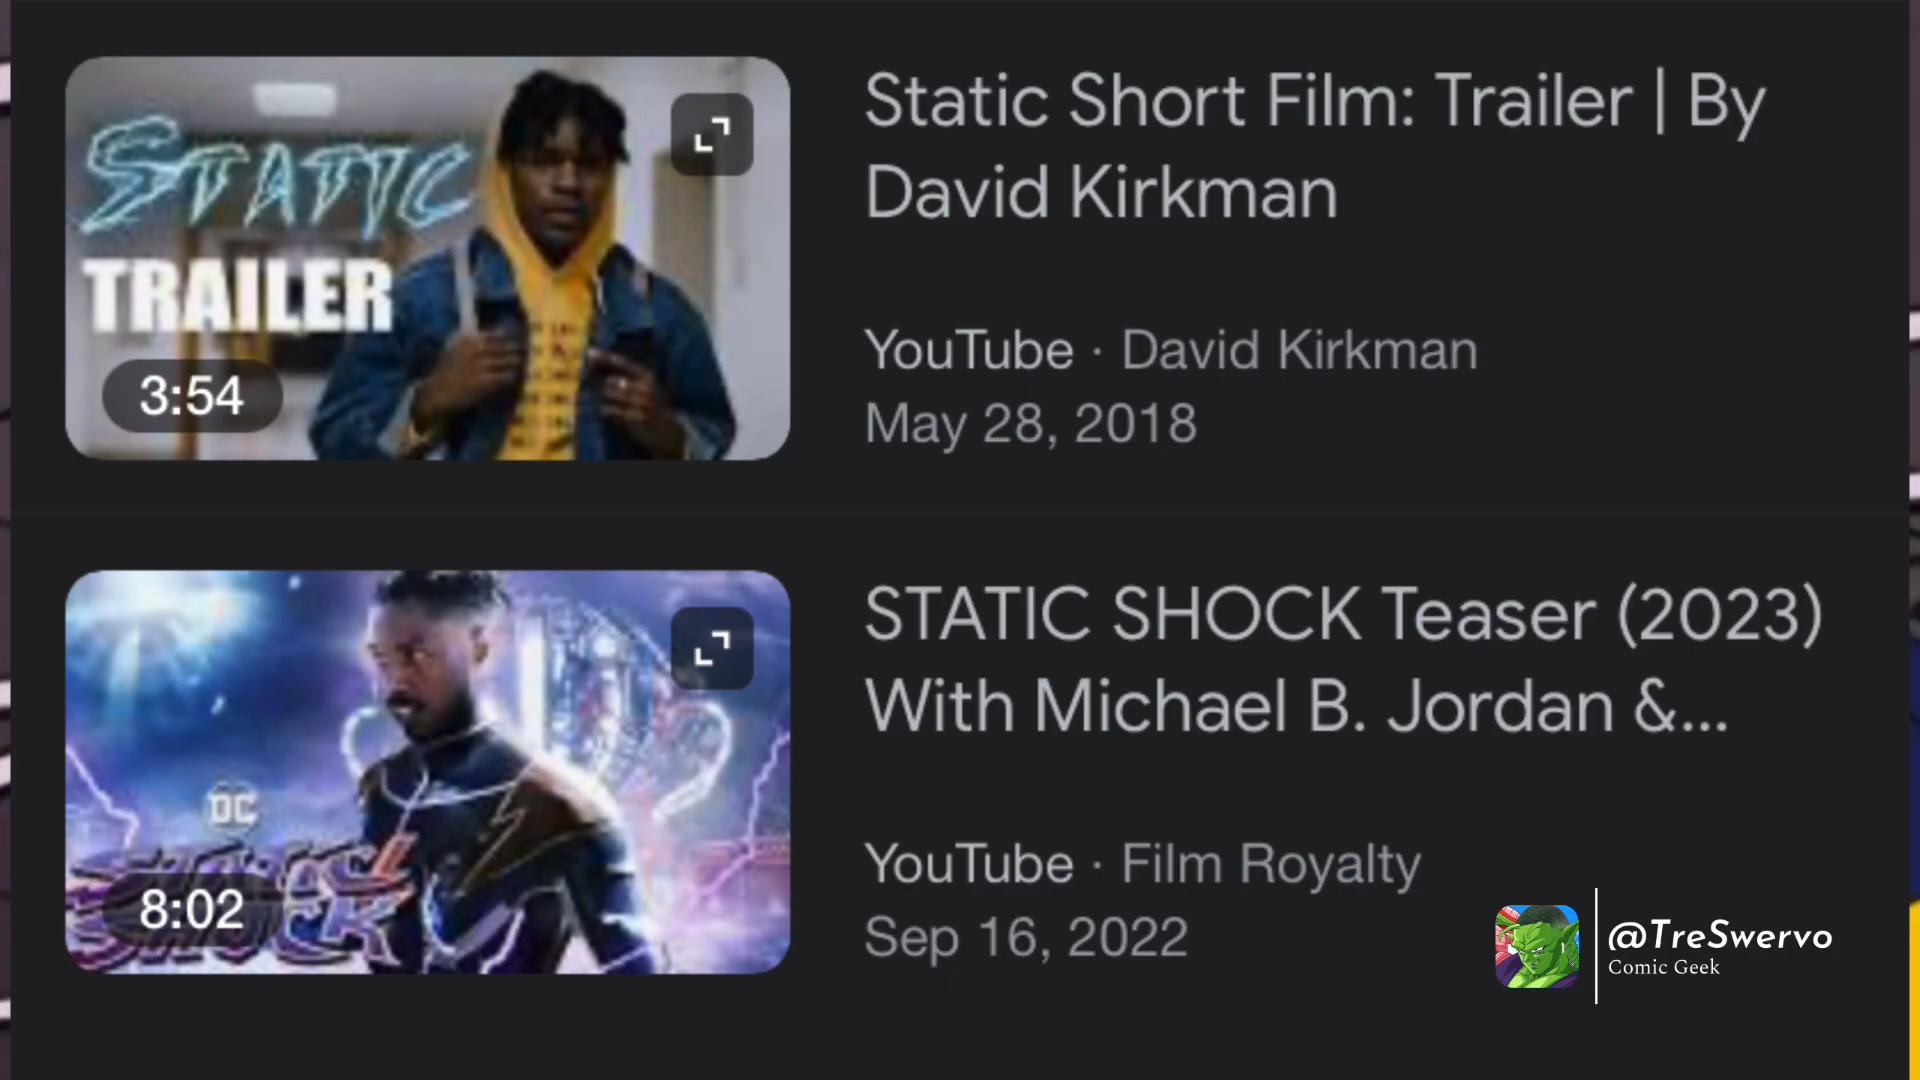 STATIC
TRAILER
3:54
Static Short Film: Trailer | By
David Kirkman
YouTube · David Kirkman
May 28, 2018
DC
SHOCK
8:02
STATIC SHOCK Teaser (2023)
With Michael B. Jordan &...
YouTube · Film Royalty
Sep 16, 2022
@TreSwervo
Comic Geek